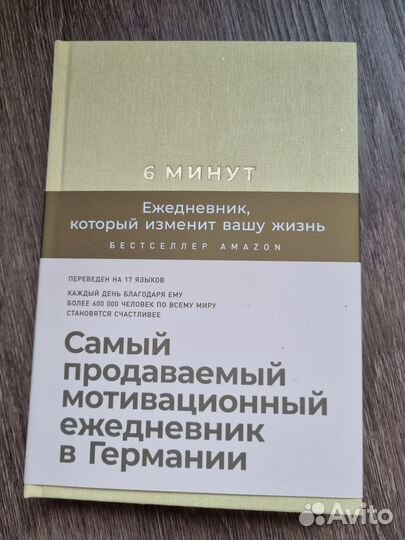 6 МИНУТ
Ежедневник,
который изменит вашу жизнь
БЕСТСЕЛЛЕР AMAZON
ПЕРЕВЕДЕН НА 17 ЯЗЫКОВ
КАЖДЫЙ ДЕНЬ БЛАГОДАРЯ ЕМУ
БОЛЕЕ 600 000 ЧЕЛОВЕК ПО ВСЕМУ МИРУ
СТАНОВЯТСЯ СЧАСТЛИВЕЕ
Самый
продаваемый
мотивационный
ежедневник
в Германии
Avito